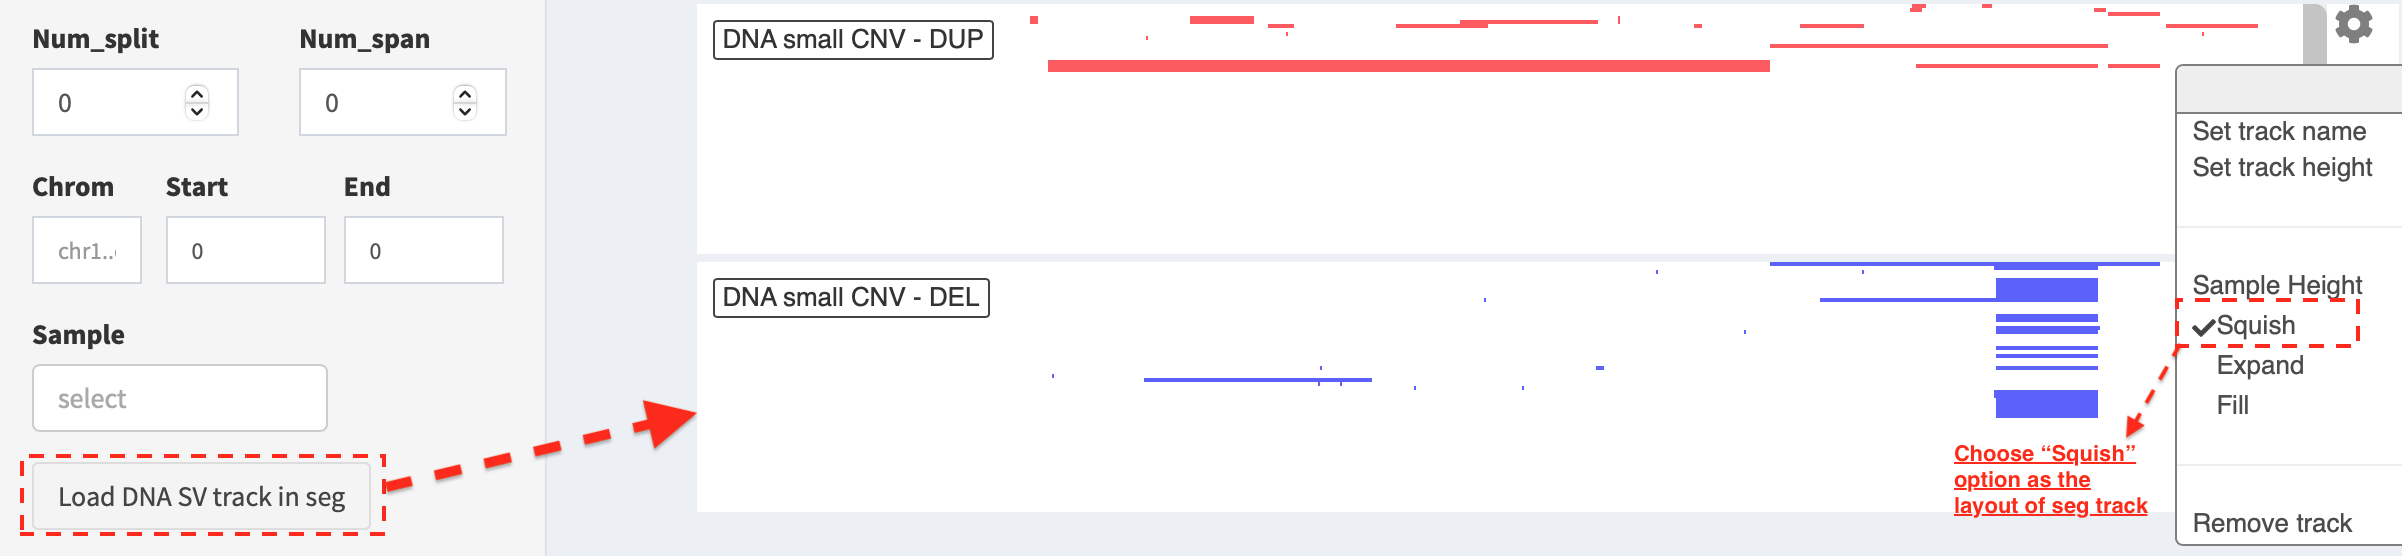 Num_split
Num_span
0
0
Chrom
Start
End
chr1..
0
0
Sample
select
Load DNA SV track in seg
DNA small CNV - DUP
DNA small CNV - DEL
Set track name
Set track height
Sample Height
Squish
Expand
Fill
Remove track
Choose “Squish”
option as the
layout of seg track